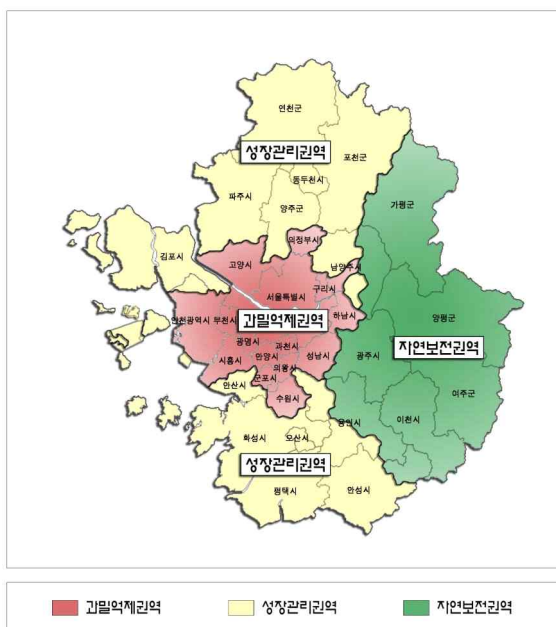 연천군
성장관리권역
포천군
동두천시
파주시
가평군
양주군
의정부시
김포시
고양시
남양주시
서울특별시
구리시
인천광역시
부천시
과밀억제권역
하남시
양평군
광명시
과천시
자연보전권역
시흥시
안양시
성남시
광주시
의왕시
안산시
군포시
여주군
수원시
이천시
용인시
화성시
오산시
성장관리권역
평택시
안성시
과밀억제권역
성장관리권역
자연보전권역